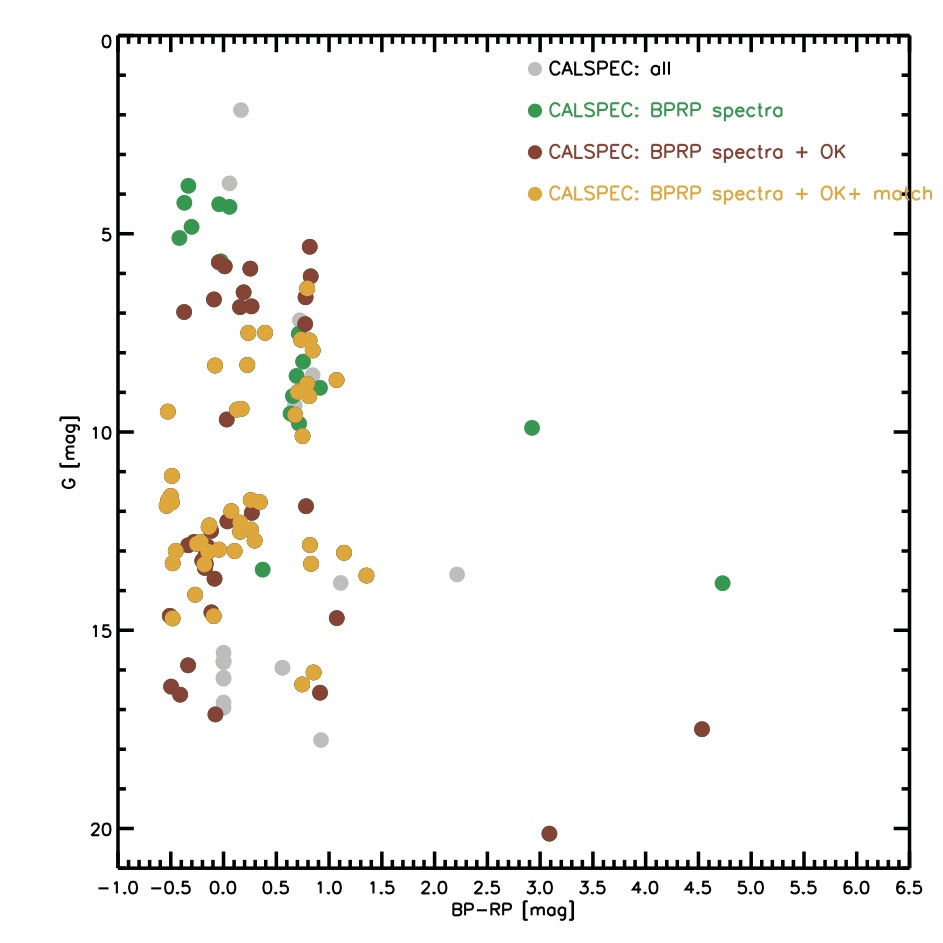 0
CALSPEC: all
CALSPEC: BPRP spectra
CALSPEC: BPRP spectra + OK
CALSPEC: BPRP spectra + OK+ match
5
10
G [mag]
15
20
-1.0 -0.5 0.0 0.5 1.0 1.5 2.0 2.5 3.0 3.5 4.0 4.5 5.0 5.5 6.0 6.5
BP-RP [mag]